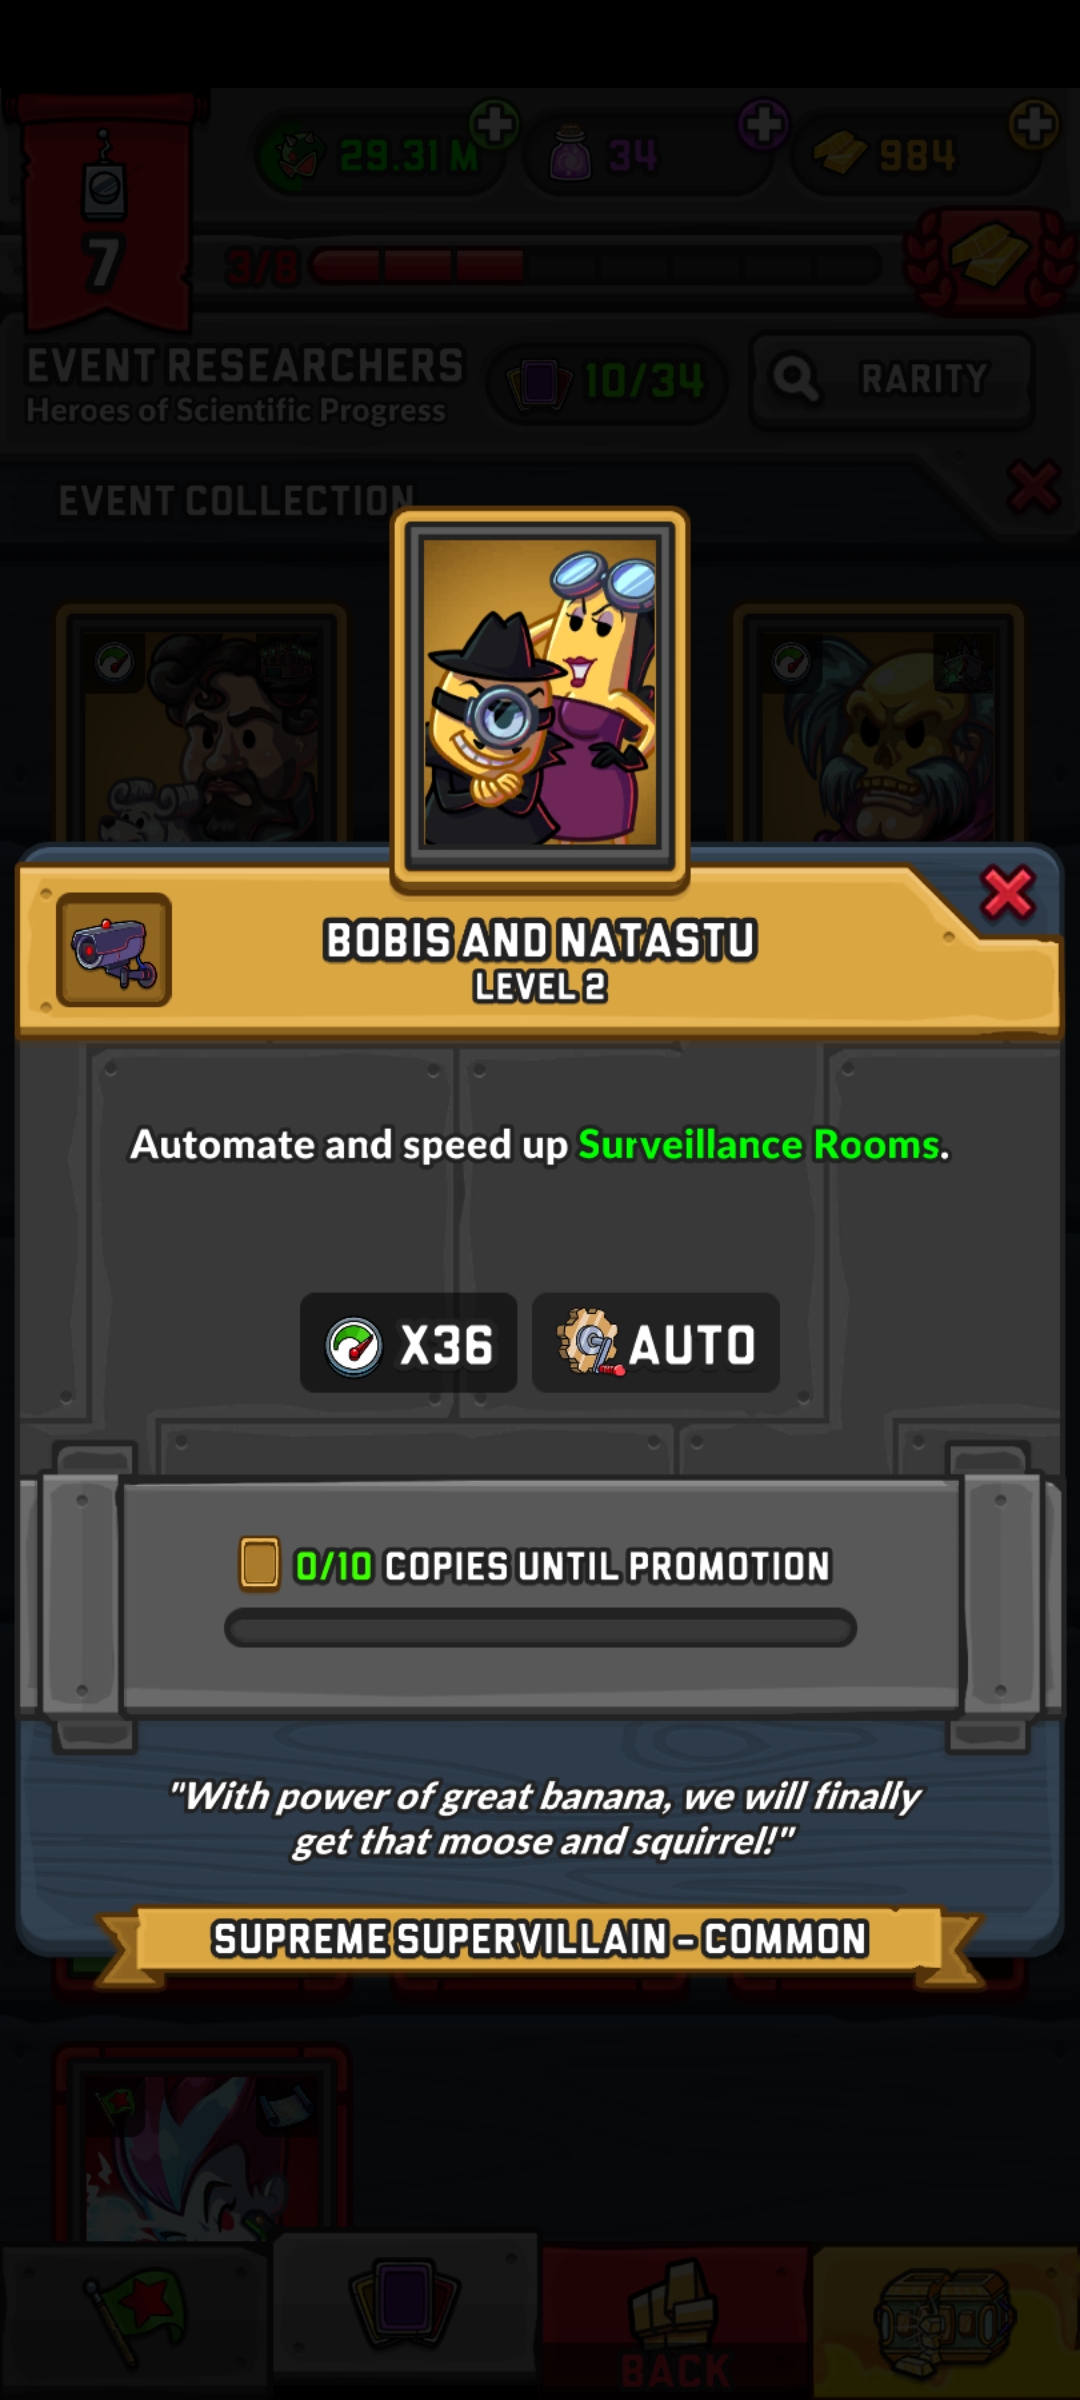 29.31 M
34
984
7
3/8
EVENT RESEARCHERS
Heroes of Scientific Progress
10/34
RARITY
EVENT COLLECTION
BOBIS AND NATASTU
LEVEL 2
Automate and speed up Surveillance Rooms.
X36
AUTO
0/10 COPIES UNTIL PROMOTION
"With power of great banana, we will finally
get that moose and squirrel!"
SUPREME SUPERVILLAIN - COMMON
BACK